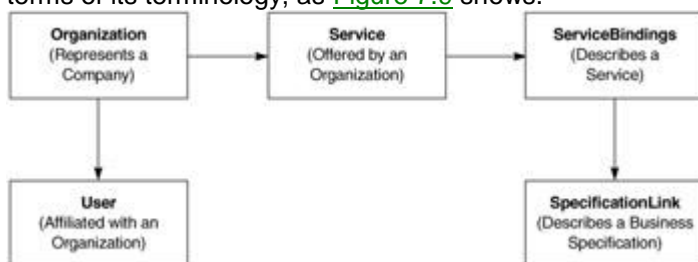 terms of its terminology, as Figure 7.6 shows.
Organization
(Represents a
Company)
Service
(Offered by an
Organization)
ServiceBindings
(Describes a
Service)
User
(Affiliated with an
Organization)
SpecificationLink
(Describes a Business
Specification)